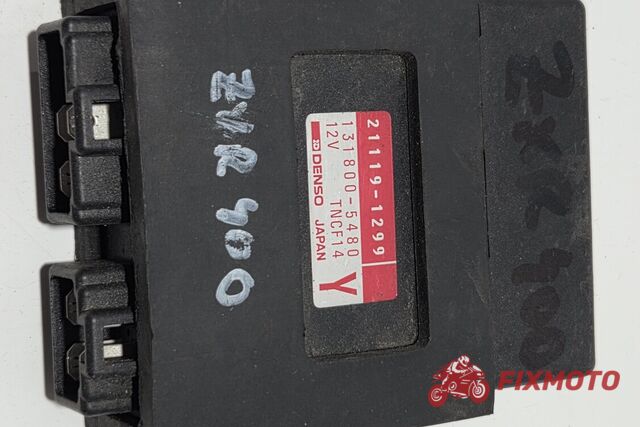 ZXR 400
21119-1299
131800-5480
12V TNCF14
DENSO JAPAN
Y
ZXR 400
FIXMOTO